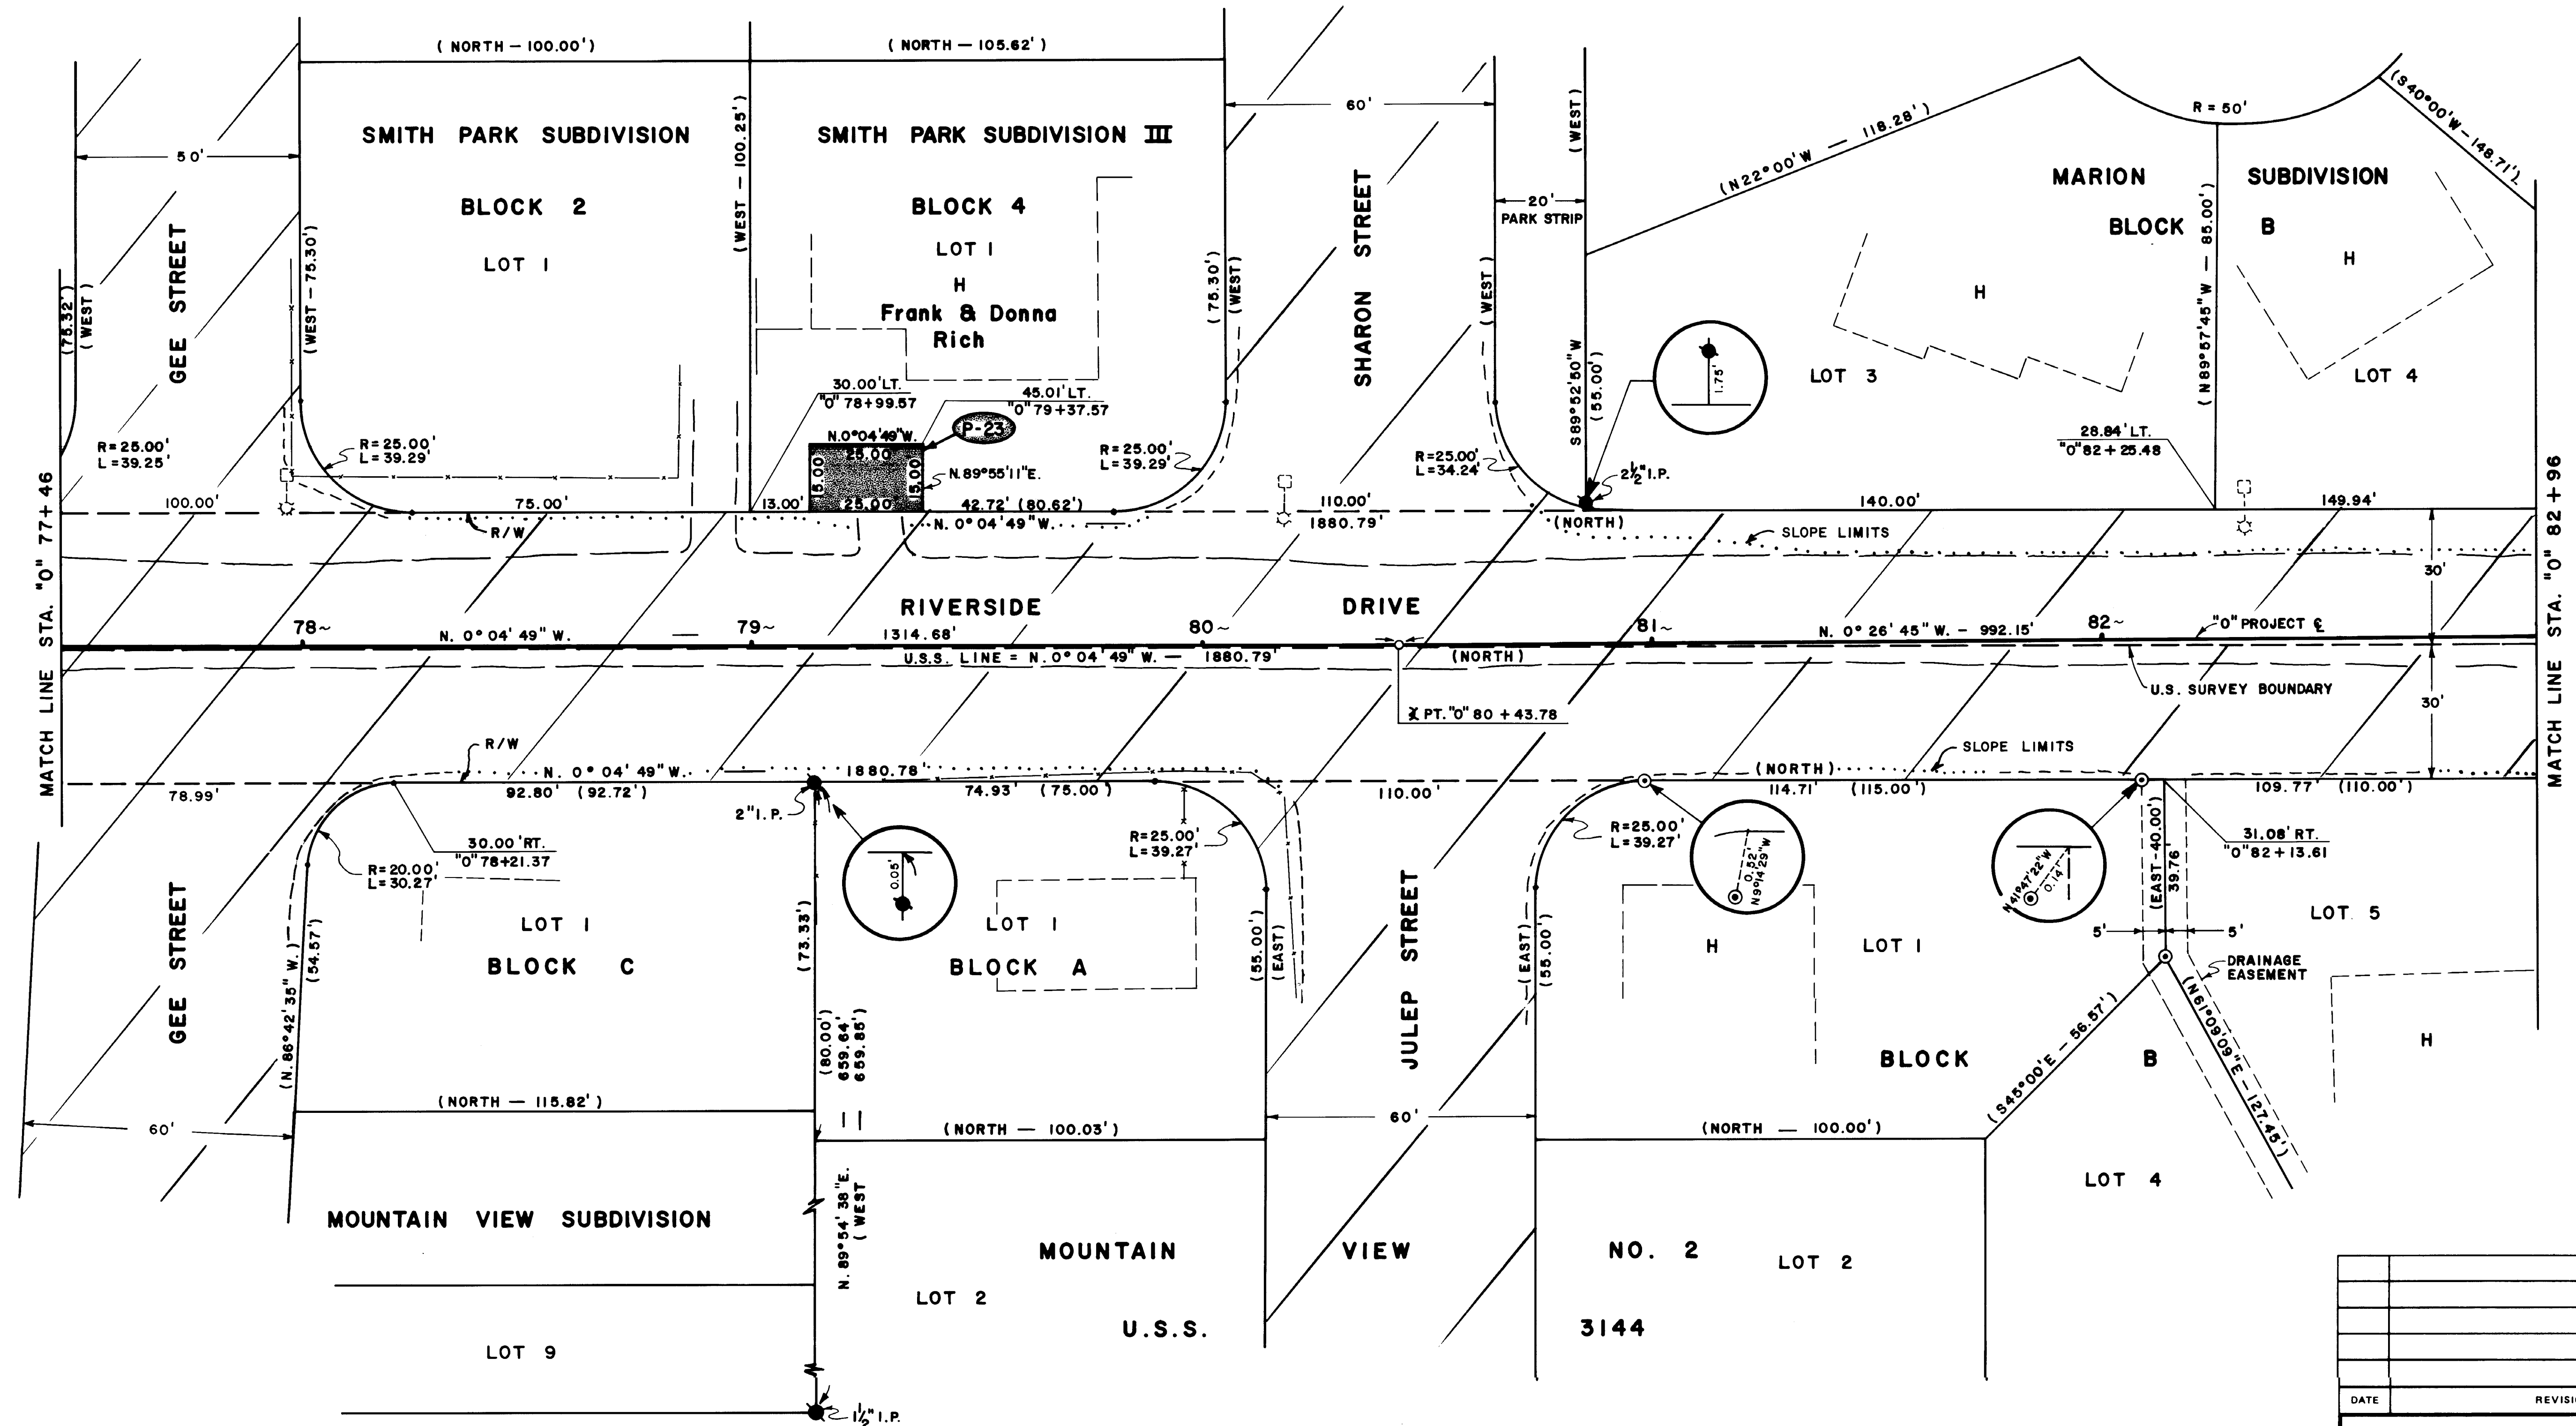 ( NORTH — 100.00')
( NORTH — 105.62' )
50'
GEE STREET
(75.32')
(WEST)
(WEST – 75.30')
SMITH PARK SUBDIVISION
BLOCK 2
LOT 1
(WEST – 100.25')
SMITH PARK SUBDIVISION III
BLOCK 4
LOT 1
H
Frank & Donna
Rich
(75.30')
(WEST)
60'
SHARON STREET
20'
PARK STRIP
(WEST)
(WEST)
S89°52'50"W
(55.00')
(N22°00'W — 118.28')
R = 50'
(S40°00'W – 148.71')
MARION SUBDIVISION
BLOCK B
(N89°57'45"W — 85.00')
H
H
LOT 3
LOT 4
1.75'
R=25.00'
L=39.25'
R=25.00'
L=39.29'
30.00' LT.
"O" 78+99.57
45.01' LT.
"O" 79+37.57
P-23
N.0°04'49"W.
25.00'
15.00'
15.00'
25.00'
N.89°55'11"E.
R=25.00'
L=39.29'
R=25.00'
L=34.24'
2½" I.P.
28.84' LT.
"O" 82+25.48
100.00'
75.00'
13.00'
42.72' (80.62')
110.00'
140.00'
149.94'
R/W
N. 0° 04' 49" W.
1880.79'
(NORTH)
SLOPE LIMITS
MATCH LINE STA. "O" 77+46
MATCH LINE STA. "O" 82+96
30'
RIVERSIDE DRIVE
78~
79~
80~
81~
82~
N. 0° 04' 49" W. — 1314.68'
N. 0° 26' 45" W. – 992.15'
"O" PROJECT ℄
U.S.S. LINE = N. 0° 04' 49" W. — 1880.79'
(NORTH)
U.S. SURVEY BOUNDARY
30'
PT. "O" 80 + 43.78
R/W
N. 0° 04' 49" W. — 1880.78'
(NORTH)
SLOPE LIMITS
78.99'
92.80' (92.72')
74.93' (75.00')
110.00'
114.71' (115.00')
109.77 (110.00')
2" I.P.
30.00' RT.
"O" 78+21.37
R=20.00'
L=30.27'
0.05'
R=25.00'
L=39.27'
R=25.00'
L=39.27'
0.52'
N9°14'29"W
N41°47'22"W
0.14'
31.08' RT.
"O" 82+13.61
(EAST-40.00')
39.76
5'
5'
DRAINAGE
EASEMENT
GEE STREET
(N. 86° 42' 35" W.)
(54.57')
LOT 1
BLOCK C
(73.33')
LOT 1
BLOCK A
(55.00')
(EAST)
JULEP STREET
(EAST)
(55.00')
H
LOT 1
BLOCK B
LOT 5
H
(S45°00'E – 56.57')
(N61°09'09"E – 127.45')
(80.00')
659.64'
659.85')
60'
(NORTH — 115.82')
(NORTH — 100.03')
60'
(NORTH — 100.00')
LOT 4
N. 89° 54' 38" E.
( WEST
MOUNTAIN VIEW SUBDIVISION
MOUNTAIN VIEW NO. 2
LOT 2
LOT 2
U.S.S. 3144
LOT 9
1½" I.P.
DATE